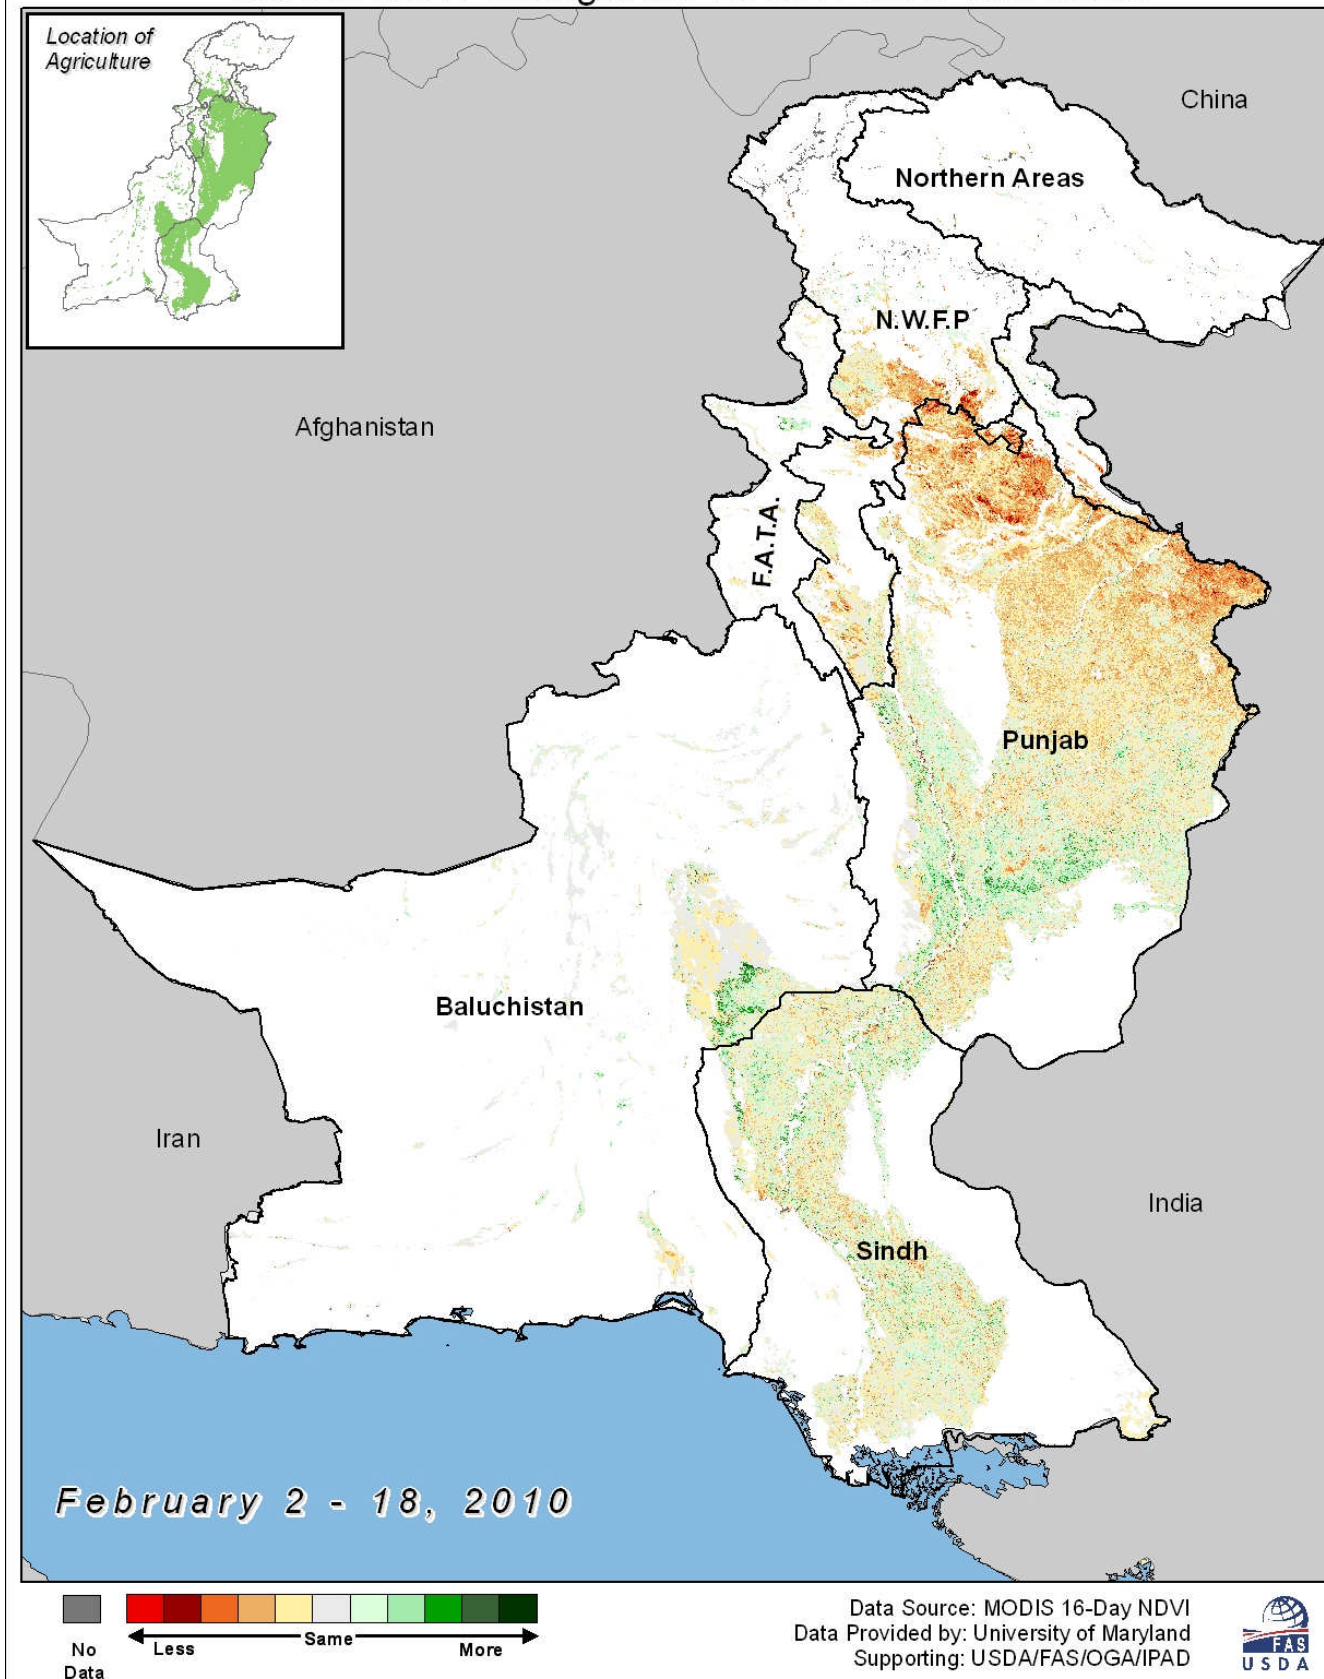 Location of
Agriculture
China
Northern Areas
N.W.F.P
Afghanistan
F.A.T.A.
Punjab
Baluchistan
Iran
India
Sindh
February 2 - 18, 2010
No
Data
Less
Same
More
Data Source: MODIS 16-Day NDVI
Data Provided by: University of Maryland
Supporting: USDA/FAS/OGA/IPAD
FAS
USDA